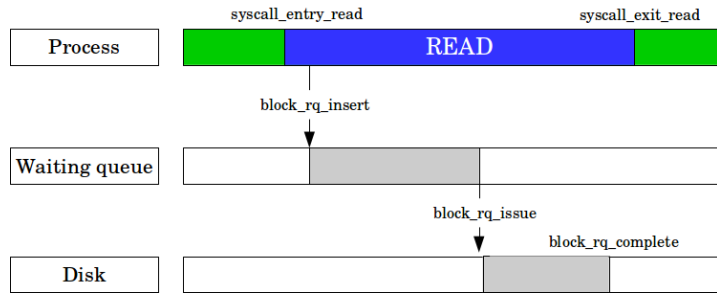 syscall_entry_read
syscall_exit_read
Process
READ
block_rq_insert
Waiting queue
block_rq_issue
block_rq_complete
Disk